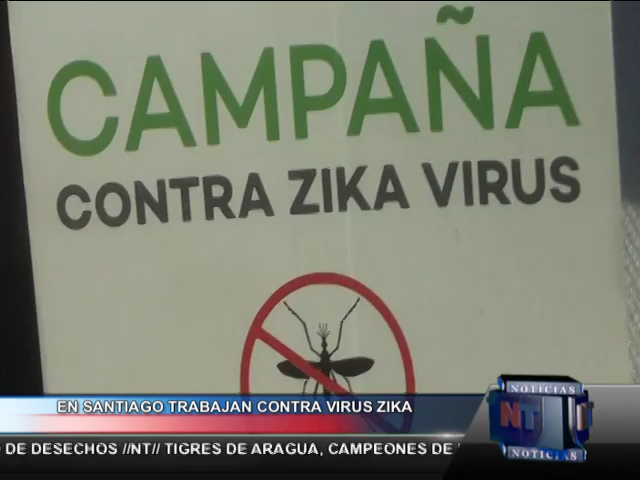 CAMPAÑA
CONTRA ZIKA VIRUS
EN SANTIAGO TRABAJAN CONTRA VIRUS ZIKA
DE DESECHOS //NT// TIGRES DE ARAGUA, CAMPEONES DE
NOTICIAS
NT
NOTICIAS